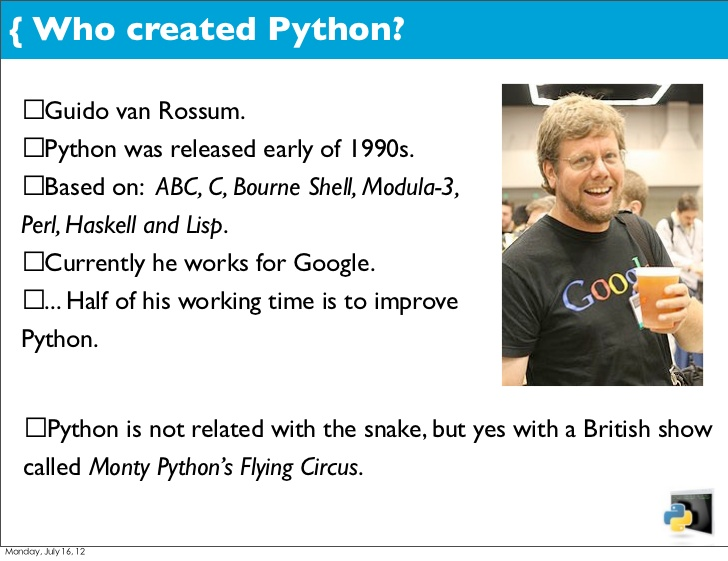 { Who created Python?
□Guido van Rossum.
□Python was released early of 1990s.
□Based on: ABC, C, Bourne Shell, Modula-3,
Perl, Haskell and Lisp.
□Currently he works for Google.
□... Half of his working time is to improve
Python.
Google
□Python is not related with the snake, but yes with a British show
called Monty Python's Flying Circus.
Monday, July 16, 12